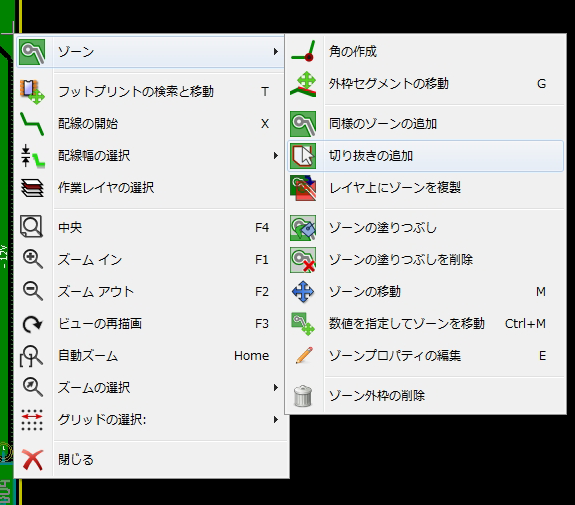 ゾーン
フットプリントの検索と移動 T
配線の開始 X
配線幅の選択
作業レイヤの選択
中央 F4
ズーム イン F1
ズーム アウト F2
ビューの再描画 F3
自動ズーム Home
ズームの選択
グリッドの選択:
閉じる
角の作成
外枠セグメントの移動 G
同様のゾーンの追加
切り抜きの追加
レイヤ上にゾーンを複製
ゾーンの塗りつぶし
ゾーンの塗りつぶしを削除
ゾーンの移動 M
数値を指定してゾーンを移動 Ctrl+M
ゾーンプロパティの編集 E
ゾーン外枠の削除
-12V